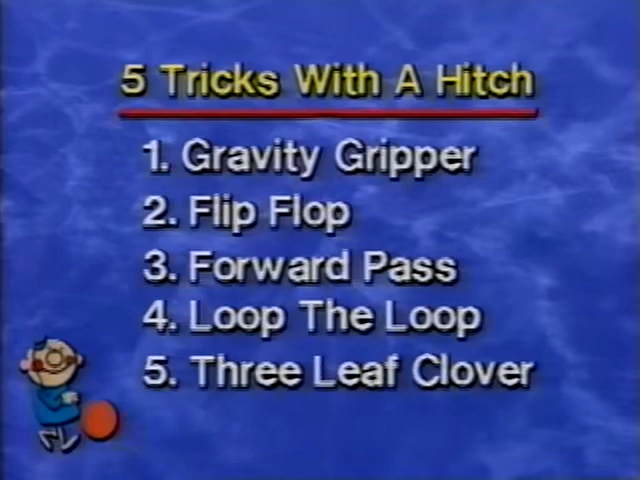 5 Tricks With A Hitch
1. Gravity Gripper
2. Flip Flop
3. Forward Pass
4. Loop The Loop
5. Three Leaf Clover